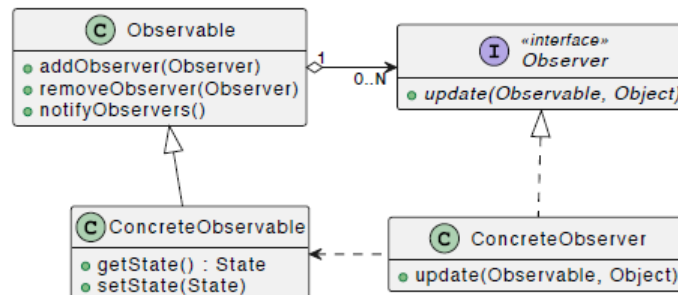 C Observable
addObserver(Observer)
removeObserver(Observer)
notifyObservers()
1
0..N
«interface»
I Observer
update(Observable, Object)
C ConcreteObservable
getState() : State
setState(State)
C ConcreteObserver
update(Observable, Object)